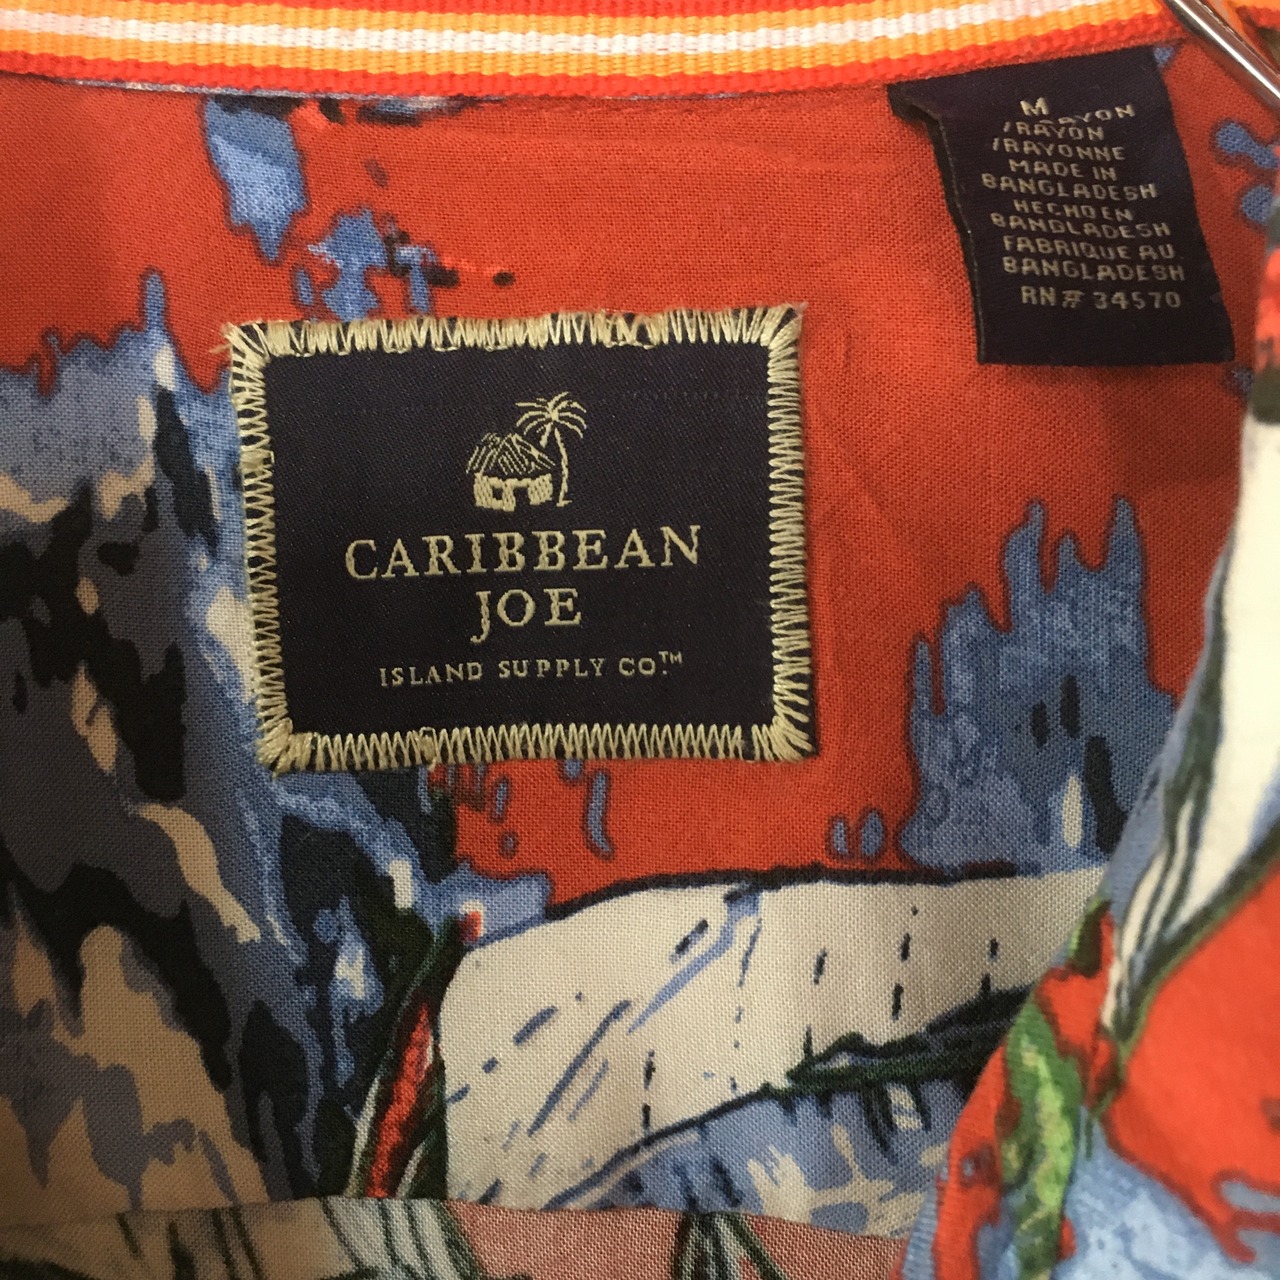 CARIBBEAN
JOE
ISLAND SUPPLY CO.™
M
RAYON
/RAYON
/RAYONNE
MADE IN
BANGLADESH
HECHO EN
BANGLADESH
FABRIQUE AU
BANGLADESH
RN# 34570